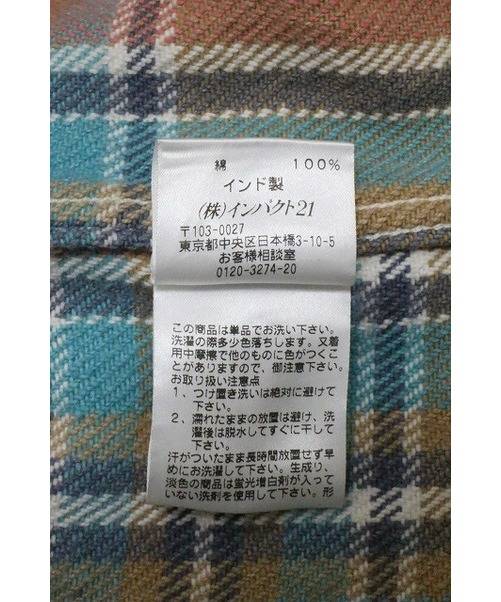 綿 100%
インド製
(株)インパクト21
〒103-0027
東京都中央区日本橋3-10-5
お客様相談室
0120-3274-20
この商品は単品でお洗い下さい。
洗濯の際多少色落ちします。又着
用中摩擦で他のものに色がつくこ
とがありますので、御注意下さい。
お取り扱い注意点
1、つけ置き洗いは絶対に避けて
下さい。
2、濡れたままの放置は避け、洗
濯後は脱水してすぐに干して
下さい。
汗がついたまま長時間放置せず早
めにお洗濯して下さい。生成り、
淡色の商品は蛍光増白剤が入って
いない洗剤を使用して下さい。形